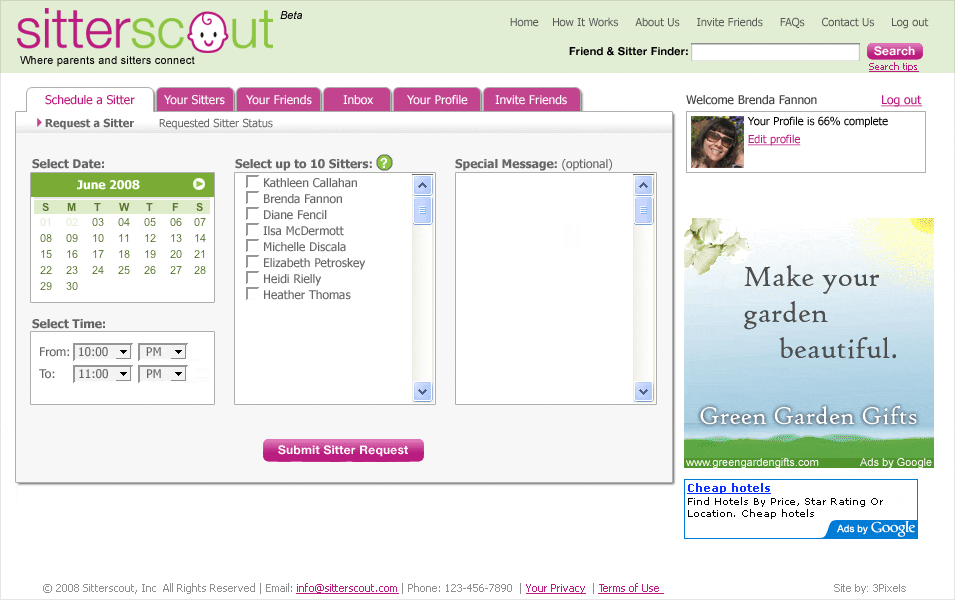 sitterscout Beta
Where parents and sitters connect
Home How It Works About Us Invite Friends FAQs Contact Us Log out
Friend & Sitter Finder: Search
Search tips
Schedule a Sitter Your Sitters Your Friends Inbox Your Profile Invite Friends
Request a Sitter Requested Sitter Status
Welcome Brenda Fannon Log out
Your Profile is 66% complete
Edit profile
Select Date:
June 2008
S M T W T F S
01 02 03 04 05 06 07
08 09 10 11 12 13 14
15 16 17 18 19 20 21
22 23 24 25 26 27 28
29 30
Select Time:
From: 10:00 PM
To: 11:00 PM
Select up to 10 Sitters: ?
Kathleen Callahan
Brenda Fannon
Diane Fencil
Ilsa McDermott
Michelle Discala
Elizabeth Petroskey
Heidi Rielly
Heather Thomas
Special Message: (optional)
Submit Sitter Request
Make your
garden
beautiful.
Green Garden Gifts
www.greengardengifts.com Ads by Google
Cheap hotels
Find Hotels By Price, Star Rating Or
Location. Cheap hotels
Ads by Google
© 2008 Sitterscout, Inc All Rights Reserved | Email: info@sitterscout.com | Phone: 123-456-7890 | Your Privacy | Terms of Use
Site by: 3Pixels